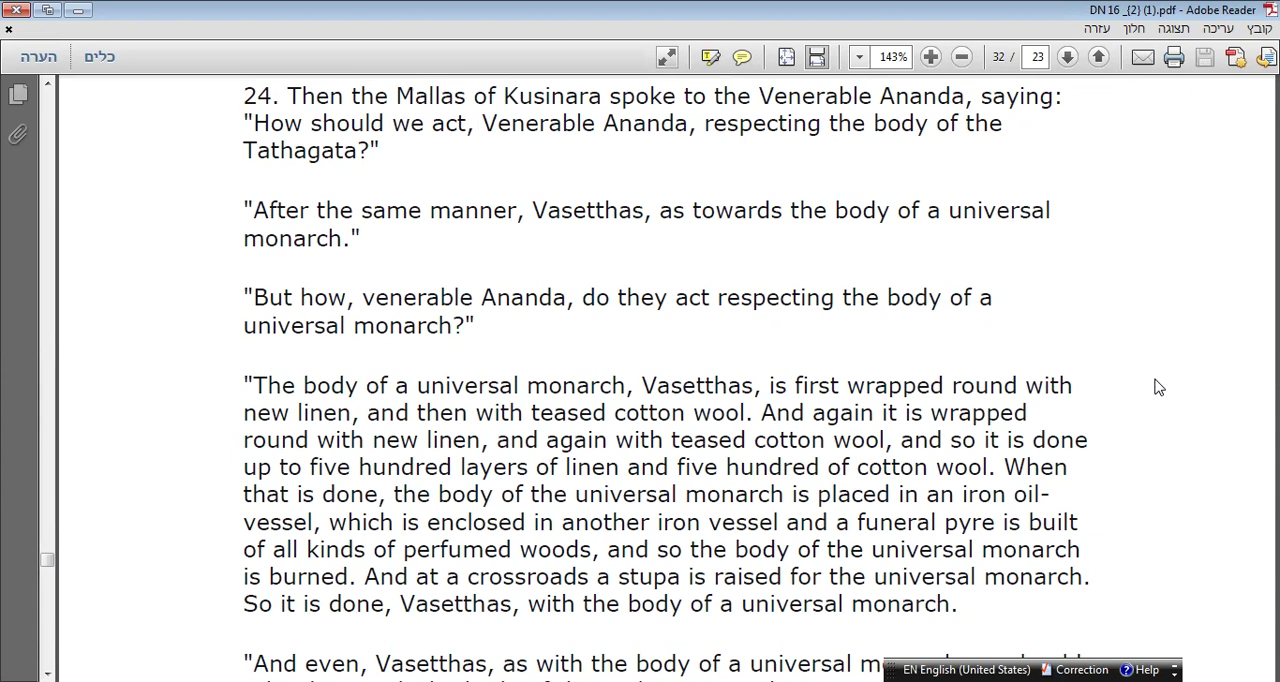 DN 16 _{2} (1).pdf - Adobe Reader
קובץ עריכה תצוגה חלון עזרה
הערה כלים 143% 32 / 23
24. Then the Mallas of Kusinara spoke to the Venerable Ananda, saying:
"How should we act, Venerable Ananda, respecting the body of the
Tathagata?"
"After the same manner, Vasetthas, as towards the body of a universal
monarch."
"But how, venerable Ananda, do they act respecting the body of a
universal monarch?"
"The body of a universal monarch, Vasetthas, is first wrapped round with
new linen, and then with teased cotton wool. And again it is wrapped
round with new linen, and again with teased cotton wool, and so it is done
up to five hundred layers of linen and five hundred of cotton wool. When
that is done, the body of the universal monarch is placed in an iron oil-
vessel, which is enclosed in another iron vessel and a funeral pyre is built
of all kinds of perfumed woods, and so the body of the universal monarch
is burned. And at a crossroads a stupa is raised for the universal monarch.
So it is done, Vasetthas, with the body of a universal monarch.
"And even, Vasetthas, as with the body of a universal
EN English (United States) Correction Help